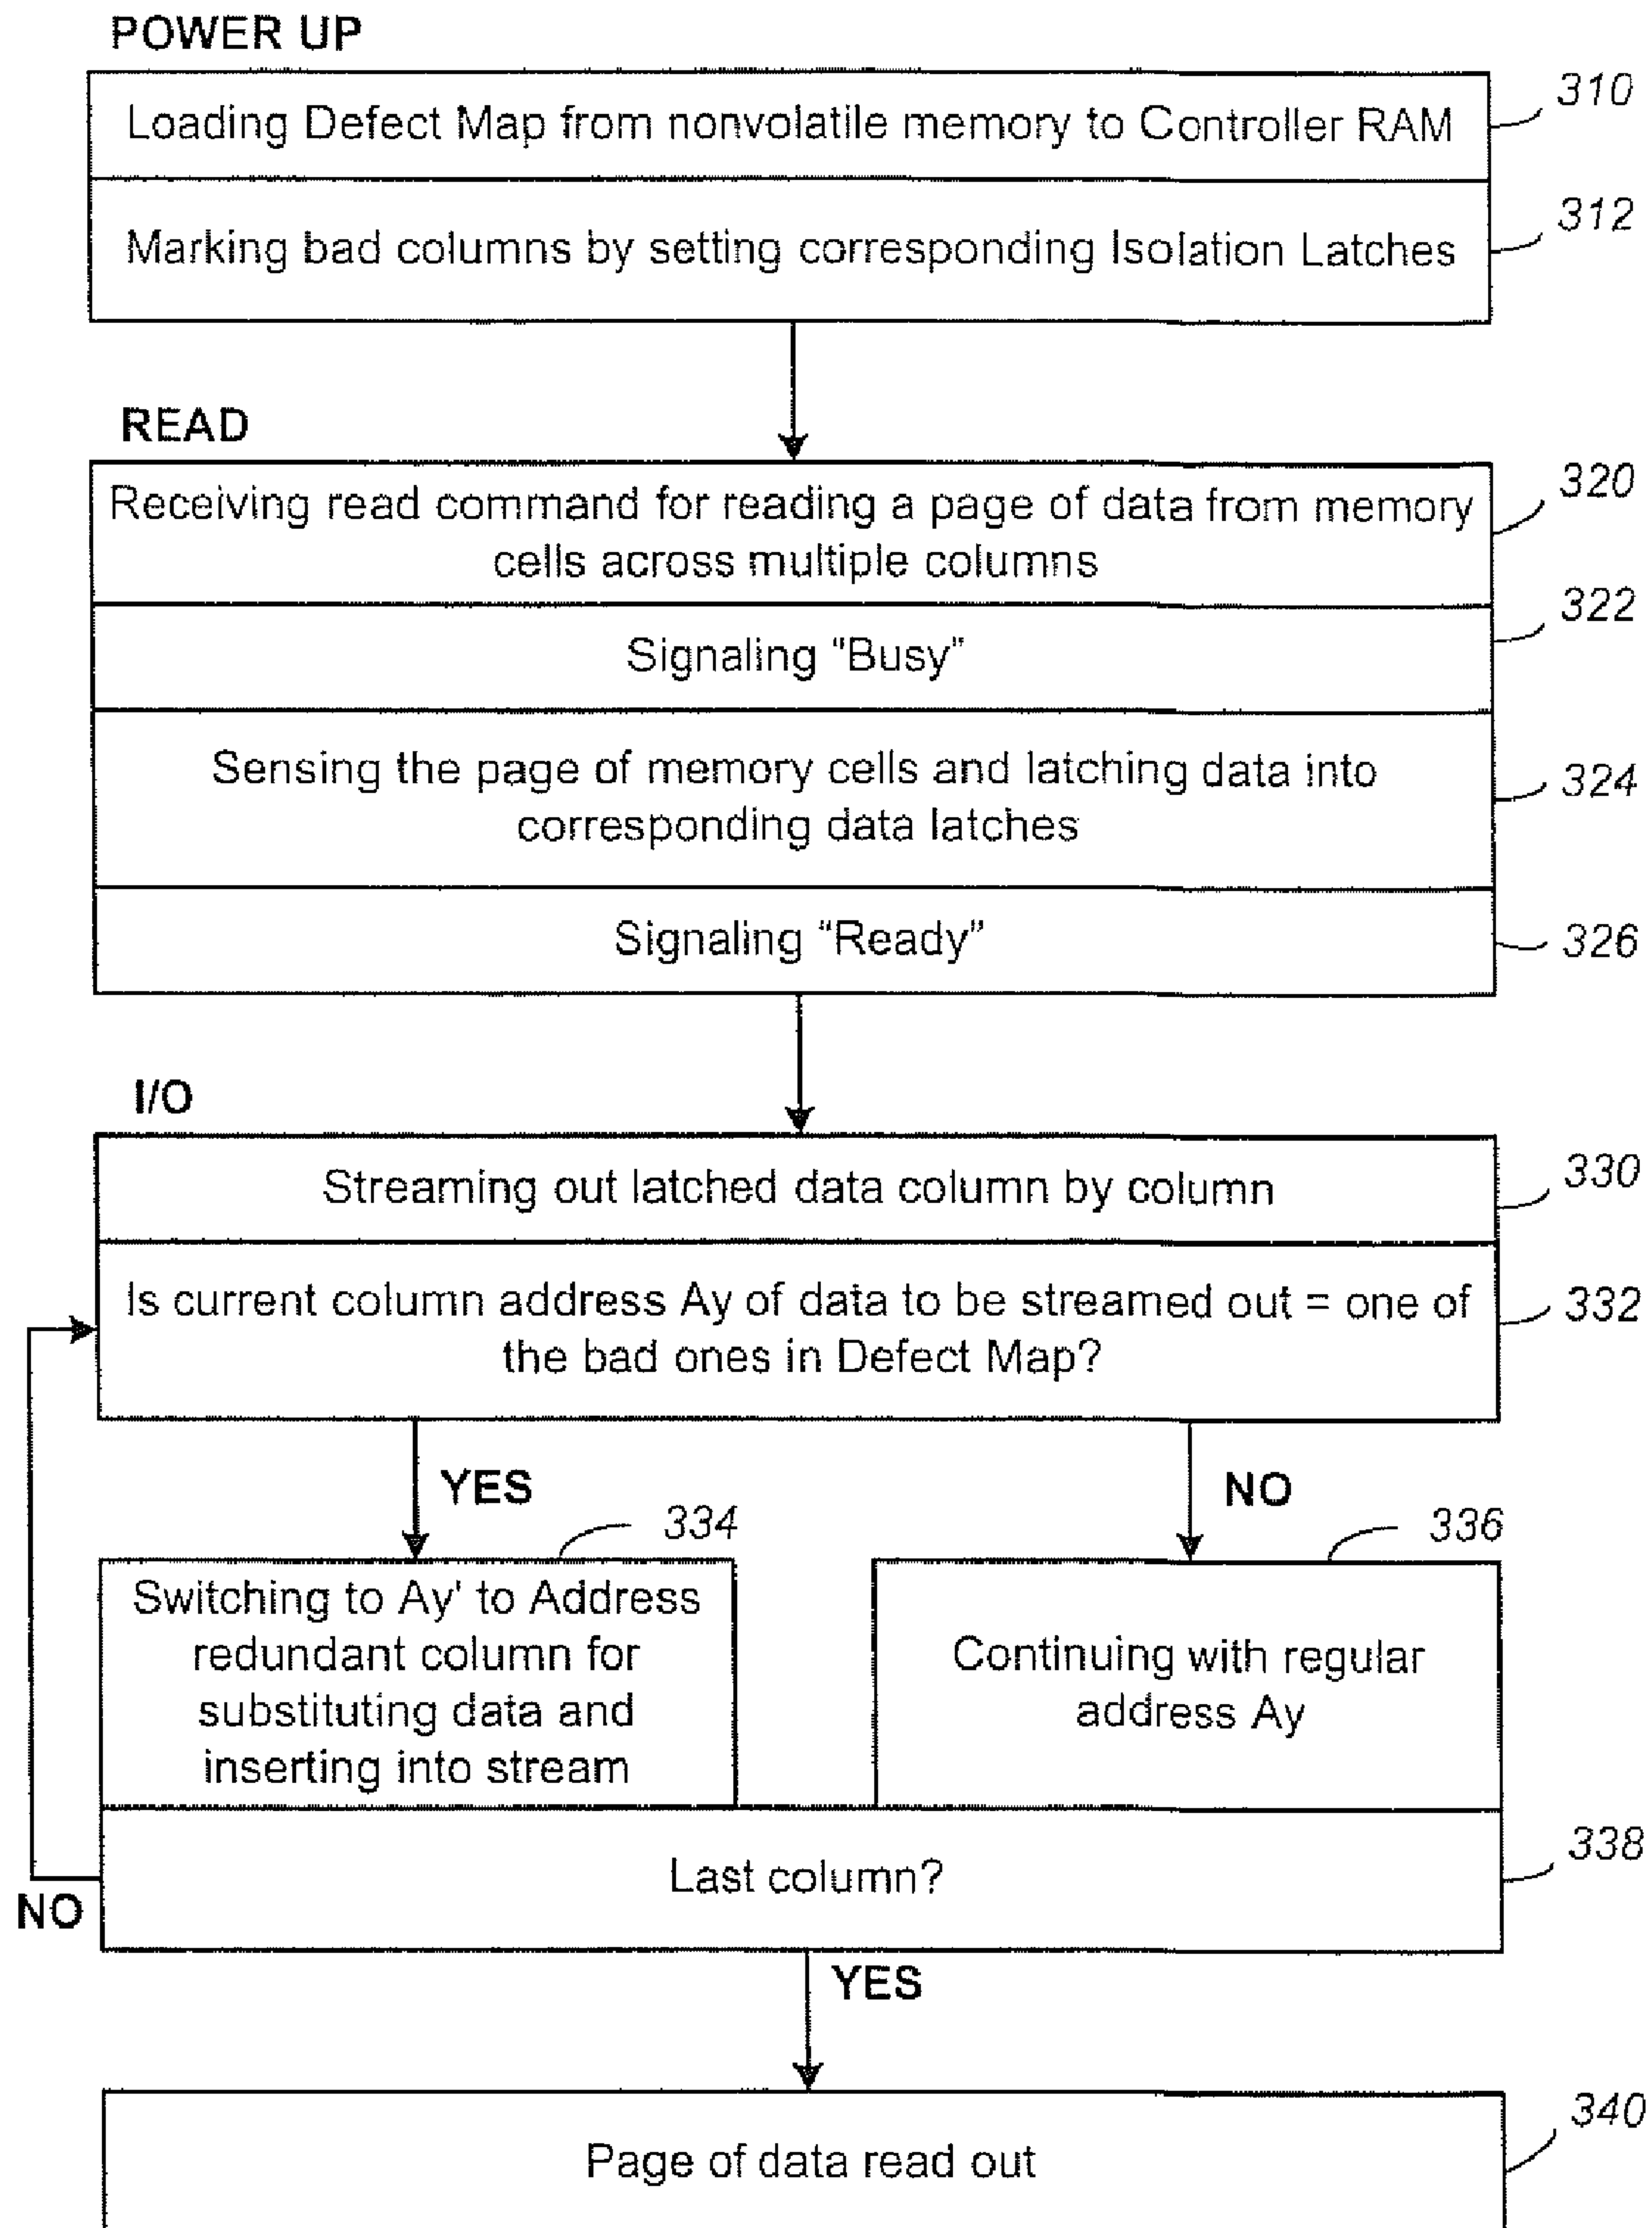 POWER UP
Loading Defect Map from nonvolatile memory to Controller RAM
310
Marking bad columns by setting corresponding Isolation Latches
312
READ
Receiving read command for reading a page of data from memory
cells across multiple columns
320
Signaling "Busy"
322
Sensing the page of memory cells and latching data into
corresponding data latches
324
Signaling "Ready"
326
I/O
Streaming out latched data column by column
330
Is current column address Ay of data to be streamed out = one of
the bad ones in Defect Map?
332
YES
NO
334
Switching to Ay' to Address
redundant column for
substituting data and
inserting into stream
336
Continuing with regular
address Ay
Last column?
338
NO
YES
Page of data read out
340